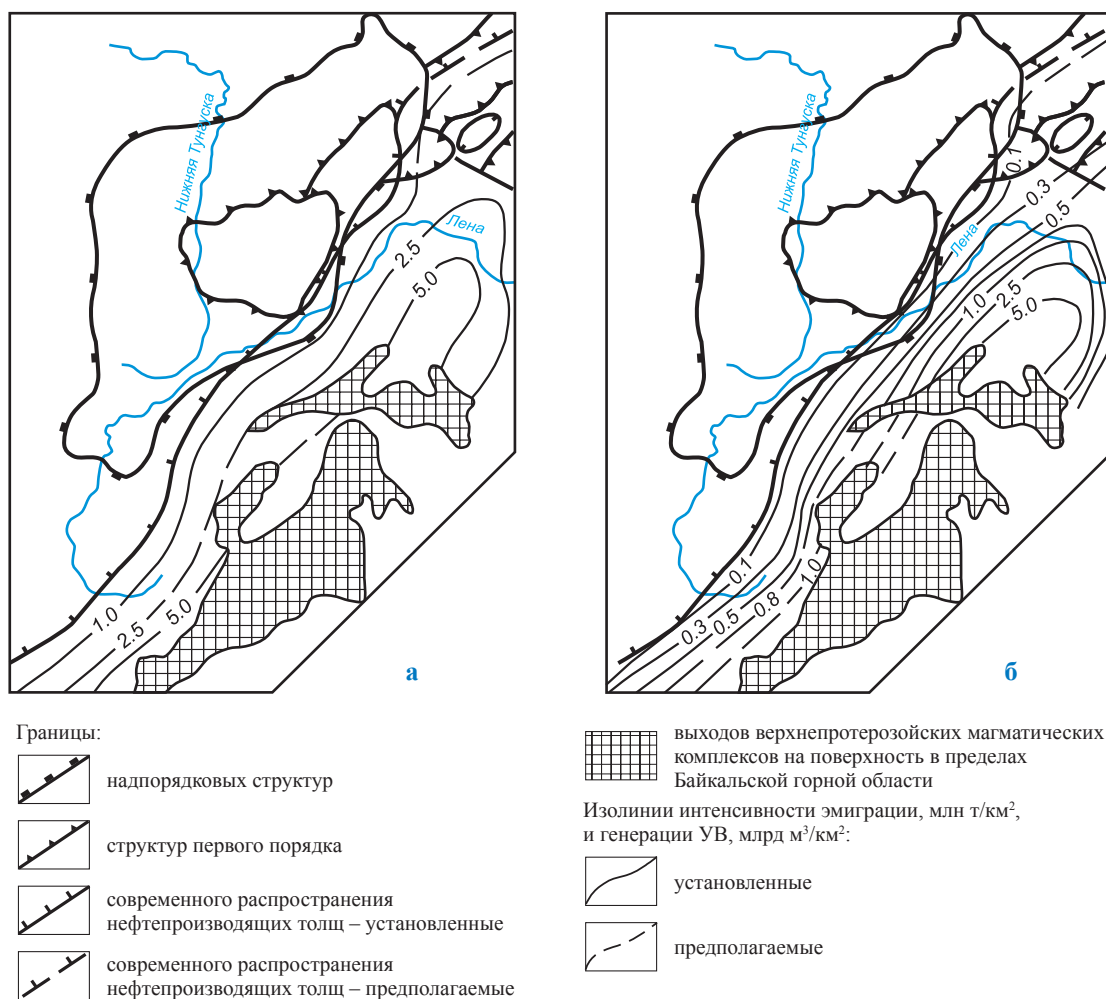 Нижняя Тунгуска
Лена
2.5
5.0
1.0
2.5
5.0
а
Нижняя Тунгуска
Лена
0.1
0.3
0.5
1.0
2.5
5.0
0.1
0.3
0.5
0.8
1.0
б
Границы:
надпорядковых структур
структур первого порядка
современного распространения
нефтепроизводящих толщ – установленные
современного распространения
нефтепроизводящих толщ – предполагаемые
выходов верхнепротерозойских магматических
комплексов на поверхность в пределах
Байкальской горной области
Изолинии интенсивности эмиграции, млн т/км²,
и генерации УВ, млрд м³/км²:
установленные
предполагаемые